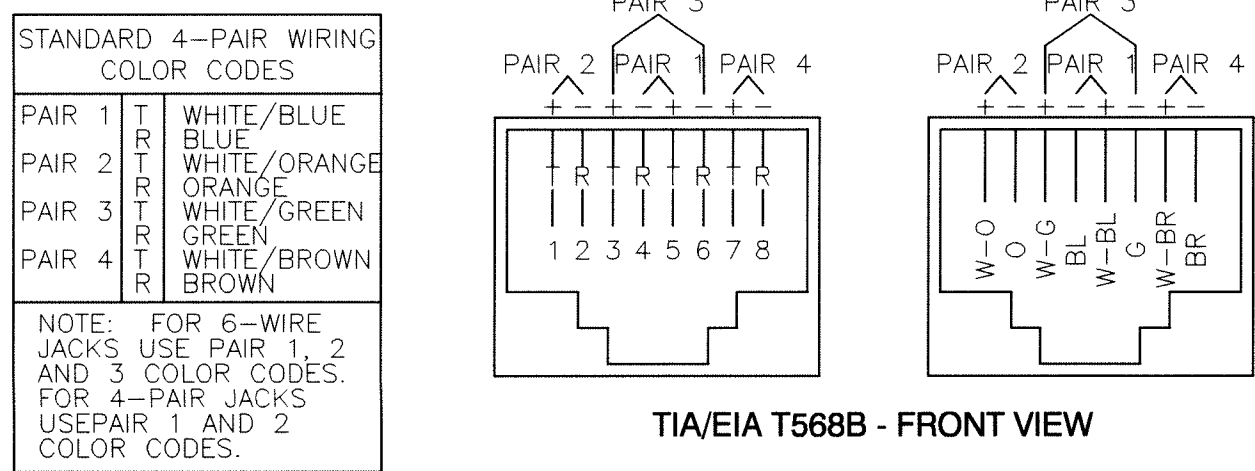 STANDARD 4-PAIR WIRING
COLOR CODES
PAIR 1 T WHITE/BLUE
R BLUE
PAIR 2 T WHITE/ORANGE
R ORANGE
PAIR 3 T WHITE/GREEN
R GREEN
PAIR 4 T WHITE/BROWN
R BROWN
NOTE: FOR 6-WIRE
JACKS USE PAIR 1, 2
AND 3 COLOR CODES.
FOR 4-PAIR JACKS
USEPAIR 1 AND 2
COLOR CODES.
PAIR 3
PAIR 2 PAIR 1 PAIR 4
+ - + - + - + -
T R T R T R T R
1 2 3 4 5 6 7 8
PAIR 3
PAIR 2 PAIR 1 PAIR 4
+ - + - + - + -
W-O O W-G BL W-BL G W-BR BR
TIA/EIA T568B - FRONT VIEW